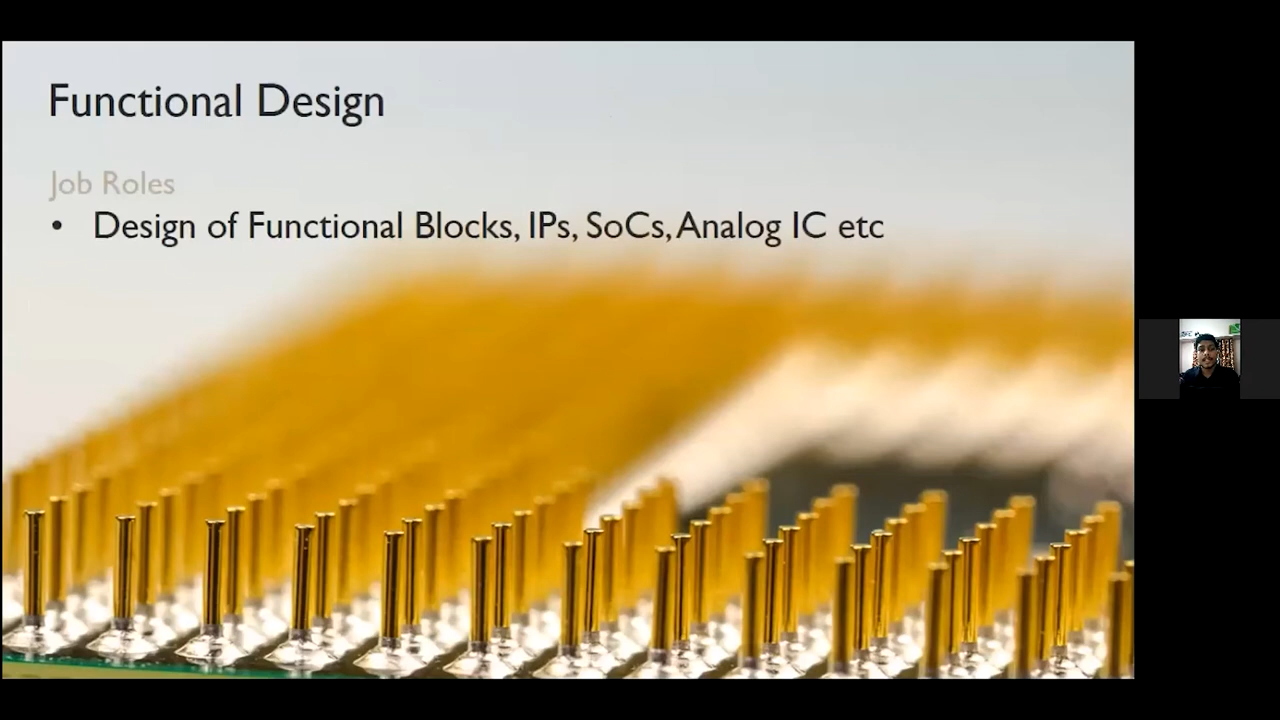 Functional Design
Job Roles
• Design of Functional Blocks, IPs, SoCs, Analog IC etc